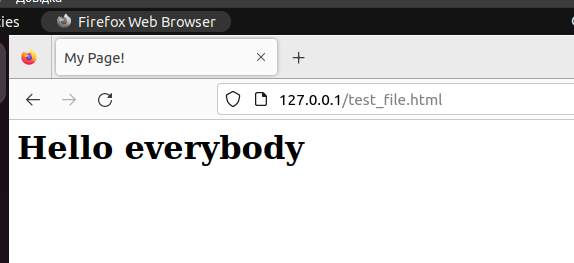 Довідка
ies Firefox Web Browser
My Page!
127.0.0.1/test_file.html
Hello everybody